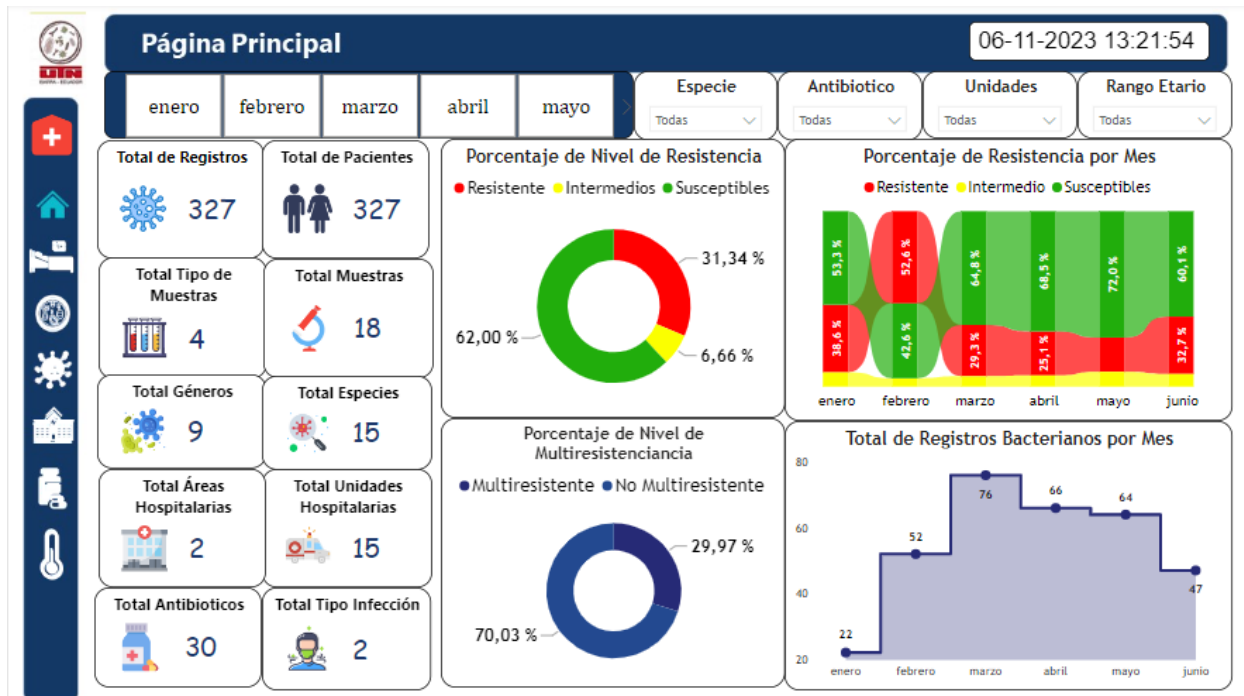 UTN
IBARRA - ECUADOR
Página Principal
06-11-2023 13:21:54
enero
febrero
marzo
abril
mayo
Especie
Todas
Antibiotico
Todas
Unidades
Todas
Rango Etario
Todas
Total de Registros
327
Total de Pacientes
327
Total Tipo de
Muestras
4
Total Muestras
18
Total Géneros
9
Total Especies
15
Total Áreas
Hospitalarias
2
Total Unidades
Hospitalarias
15
Total Antibioticos
30
Total Tipo Infección
2
Porcentaje de Nivel de Resistencia
Resistente Intermedios Susceptibles
31,34 %
62,00 %
6,66 %
Porcentaje de Resistencia por Mes
Resistente Intermedio Susceptibles
53,3 %
52,6 %
64,8 %
68,5 %
72,0 %
60,1 %
38,6 %
42,6 %
29,3 %
25,1 %
32,7 %
enero febrero marzo abril mayo junio
Porcentaje de Nivel de
Multiresistenciancia
Multiresistente No Multiresistente
29,97 %
70,03 %
Total de Registros Bacterianos por Mes
80
60
40
20
22
52
76
66
64
47
enero febrero marzo abril mayo junio